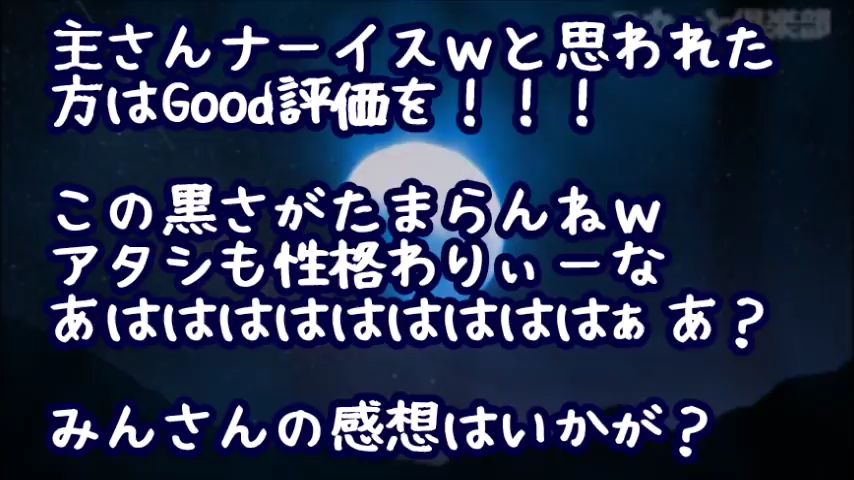 主さんナーイスｗと思われた
方はGood評価を！！！
この黒さがたまらんねｗ
アタシも性格わりぃーな
あははははははははははぁ あ？
みんさんの感想はいかが？